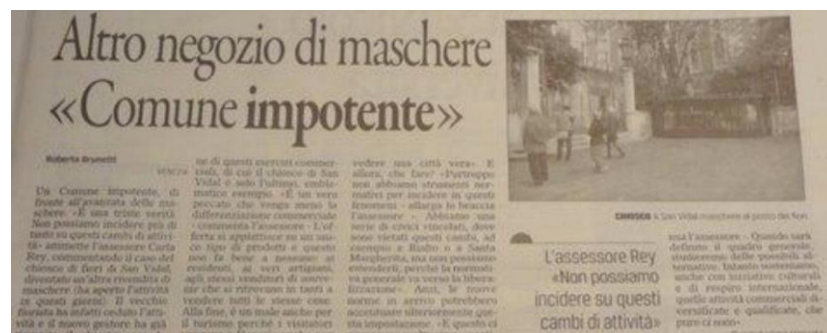 Altro negozio di maschere
«Comune impotente»
Roberta Brunetti
VENEZIA
Un Comune impotente, di
fronte all'avanzata delle ma-
schere. «È una triste verità.
Non possiamo incidere più di
tanto su questi cambi di attivi-
tà» ammette l'assessore Carla
Rey, commentando il caso del
chiosco di fiori di San Vidal,
diventato un'altra rivendita di
maschere (ha aperto l'attività
in questi giorni). Il vecchio
fiorista ha infatti ceduto l'atti-
vità e il nuovo gestore ha già
ne di questi esercizi commer-
ciali, di cui il chiosco di San
Vidal è solo l'ultimo, emble-
matico esempio. «È un vero
peccato che venga meno la
differenziazione commerciale
- commenta l'assessore - L'of-
ferta si appiattisce su un uni-
co tipo di prodotti e questo
non fa bene a nessuno: ai
residenti, ai veri artigiani,
agli stessi venditori di souve-
nir che si ritrovano in tanti a
vendere tutti le stesse cose.
Alla fine, è un male anche per
il turismo perché i visitatori
vedere una città vera». E
allora, che fare? «Purtroppo
non abbiamo strumenti nor-
mativi per incidere in questi
fenomeni - allarga le braccia
l'assessore - Abbiamo una
serie di civici vincolati, dove
sono vietati questi cambi, ad
esempio a Rialto o a Santa
Margherita, ma non possiamo
estenderli, perché la normati-
va generale va verso la libera-
lizzazione». Anzi, le nuove
norme in arrivo potrebbero
accentuare ulteriormente que-
sta impostazione. «E questo ci
CHIOSCO A San Vidal maschere al posto dei fiori
L'assessore Rey
«Non possiamo
incidere su questi
cambi di attività»
l'assessore - Quando sarà
definito il quadro generale,
studieremo delle possibili al-
ternative. Intanto sosteniamo,
anche con iniziative culturali
e di respiro internazionale,
quelle attività commerciali di-
versificate e qualificate, che
pure ci sono».